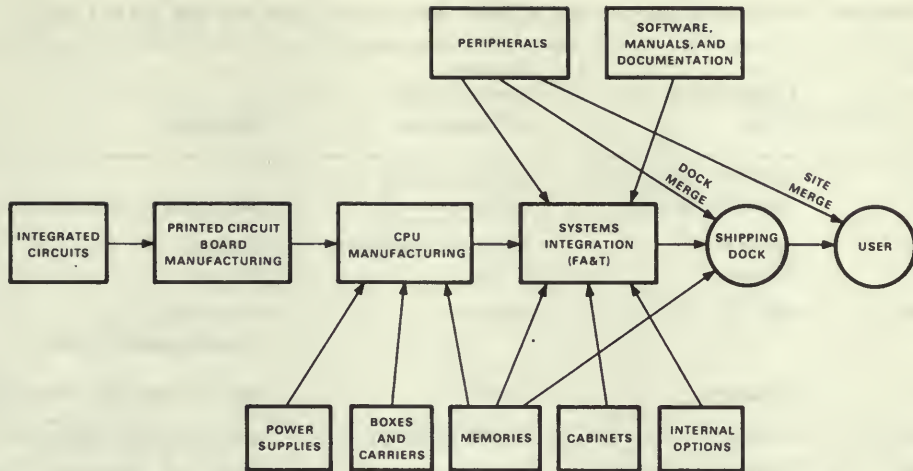 PERIPHERALS
SOFTWARE,
MANUALS, AND
DOCUMENTATION
DOCK
MERGE
SITE
MERGE
INTEGRATED
CIRCUITS
PRINTED CIRCUIT
BOARD
MANUFACTURING
CPU
MANUFACTURING
SYSTEMS
INTEGRATION
(FA&T)
SHIPPING
DOCK
USER
POWER
SUPPLIES
BOXES
AND
CARRIERS
MEMORIES
CABINETS
INTERNAL
OPTIONS